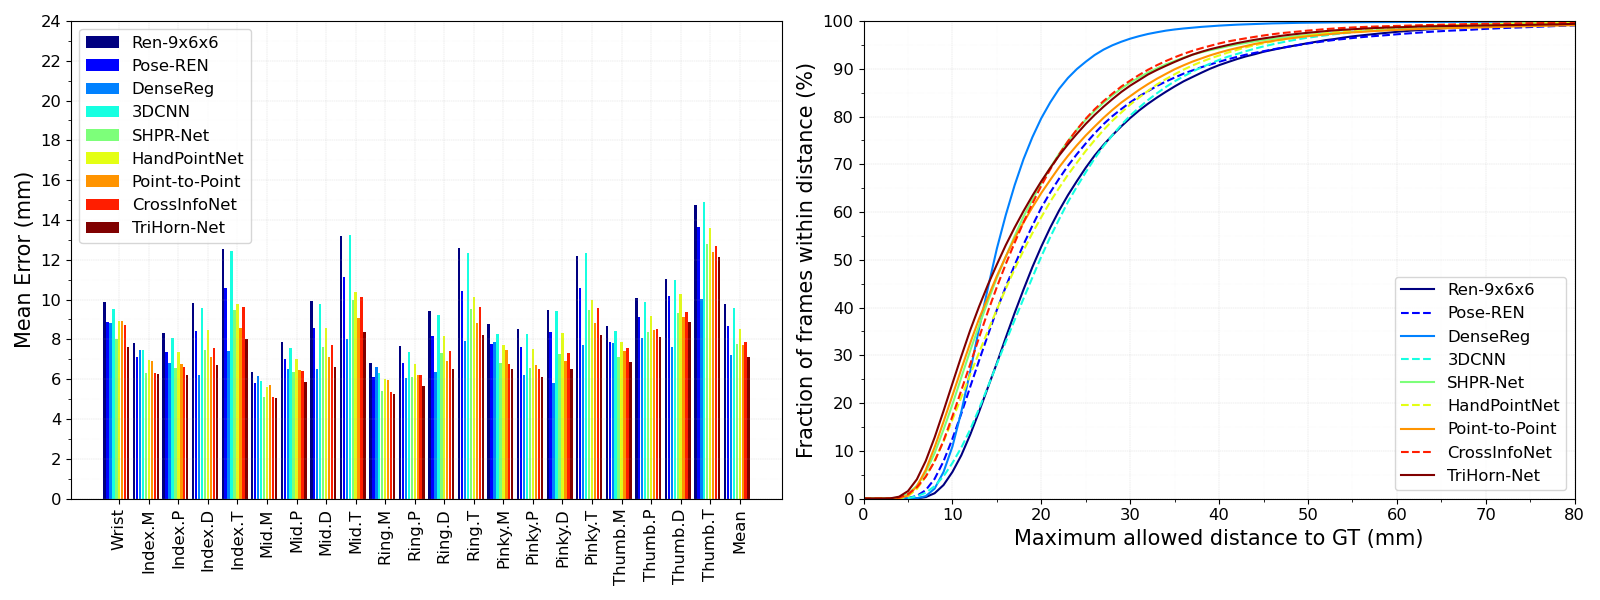 24
22
20
18
16
14
12
10
8
6
4
2
0
Mean Error (mm)
Ren-9x6x6
Pose-REN
DenseReg
3DCNN
SHPR-Net
HandPointNet
Point-to-Point
CrossInfoNet
TriHorn-Net
Wrist
Index.M
Index.P
Index.D
Index.T
Mid.M
Mid.P
Mid.D
Mid.T
Ring.M
Ring.P
Ring.D
Ring.T
Pinky.M
Pinky.P
Pinky.D
Pinky.T
Thumb.M
Thumb.P
Thumb.D
Thumb.T
Mean
100
90
80
70
60
50
40
30
20
10
0
Fraction of frames within distance (%)
Ren-9x6x6
Pose-REN
DenseReg
3DCNN
SHPR-Net
HandPointNet
Point-to-Point
CrossInfoNet
TriHorn-Net
0 10 20 30 40 50 60 70 80
Maximum allowed distance to GT (mm)